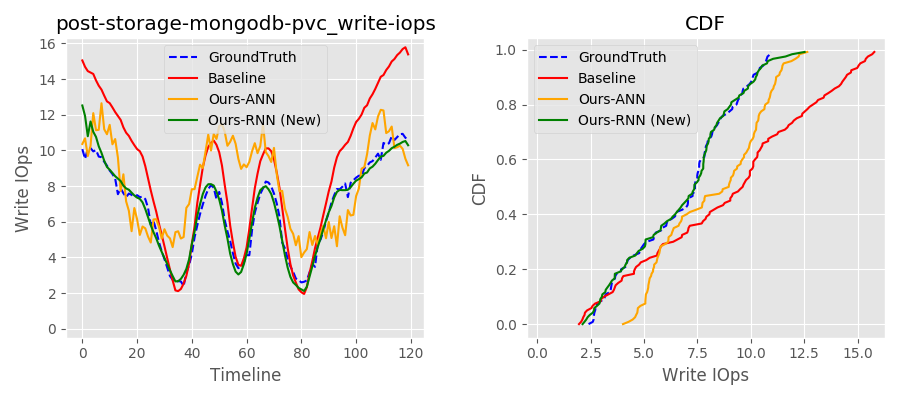 post-storage-mongodb-pvc_write-iops
GroundTruth
Baseline
Ours-ANN
Ours-RNN (New)
Write IOps
16
14
12
10
8
6
4
2
0
0
20
40
60
80
100
120
Timeline
CDF
GroundTruth
Baseline
Ours-ANN
Ours-RNN (New)
CDF
1.0
0.8
0.6
0.4
0.2
0.0
0.0
2.5
5.0
7.5
10.0
12.5
15.0
Write IOps